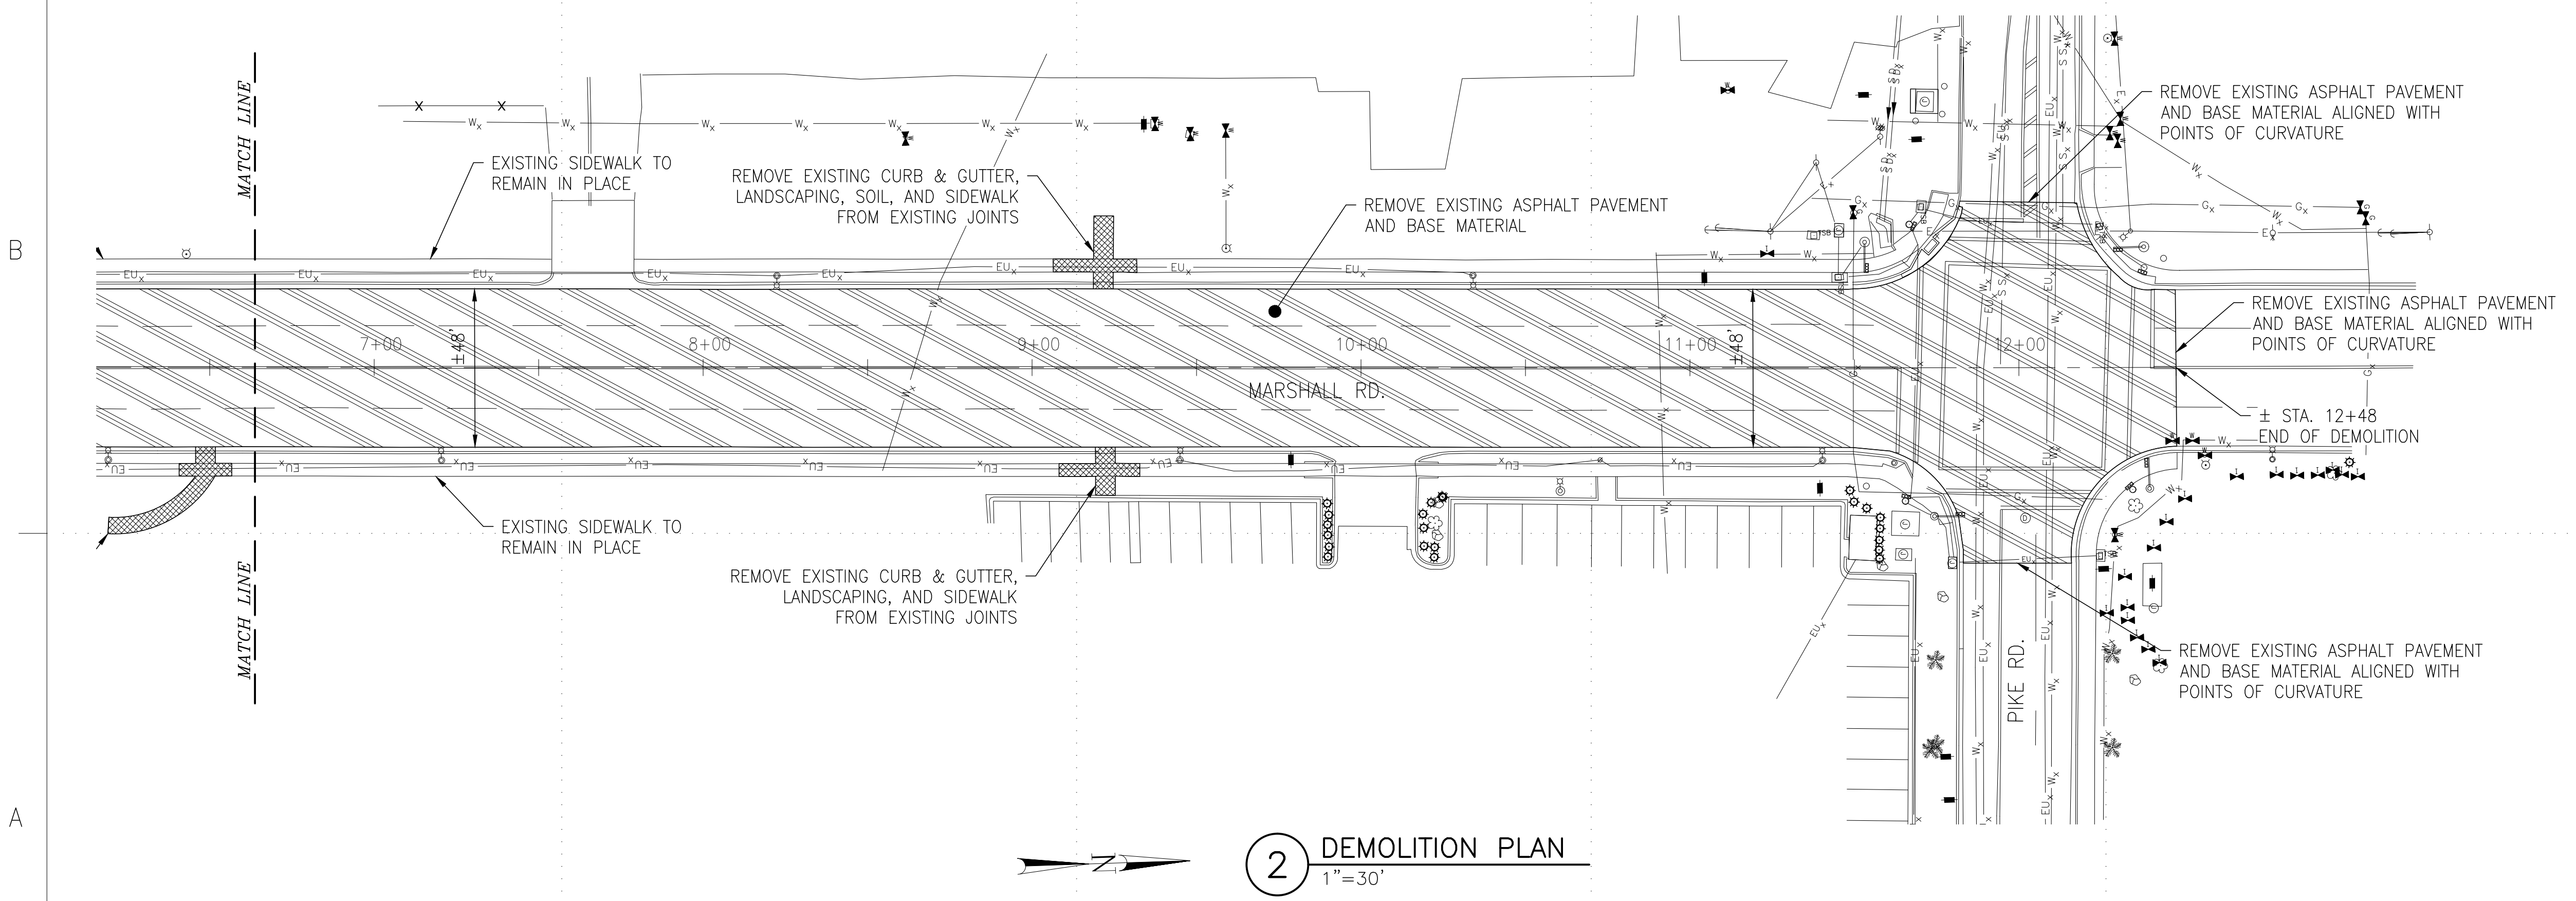 MATCH LINE
EXISTING SIDEWALK TO
REMAIN IN PLACE
REMOVE EXISTING CURB & GUTTER,
LANDSCAPING, SOIL, AND SIDEWALK
FROM EXISTING JOINTS
REMOVE EXISTING ASPHALT PAVEMENT
AND BASE MATERIAL
REMOVE EXISTING ASPHALT PAVEMENT
AND BASE MATERIAL ALIGNED WITH
POINTS OF CURVATURE
B
REMOVE EXISTING ASPHALT PAVEMENT
AND BASE MATERIAL ALIGNED WITH
POINTS OF CURVATURE
±48'
±48'
7+00
8+00
9+00
10+00
11+00
12+00
MARSHALL RD.
± STA. 12+48
END OF DEMOLITION
EXISTING SIDEWALK TO
REMAIN IN PLACE
MATCH LINE
REMOVE EXISTING CURB & GUTTER,
LANDSCAPING, AND SIDEWALK
FROM EXISTING JOINTS
PIKE RD.
REMOVE EXISTING ASPHALT PAVEMENT
AND BASE MATERIAL ALIGNED WITH
POINTS OF CURVATURE
A
N
2
DEMOLITION PLAN
1"=30'